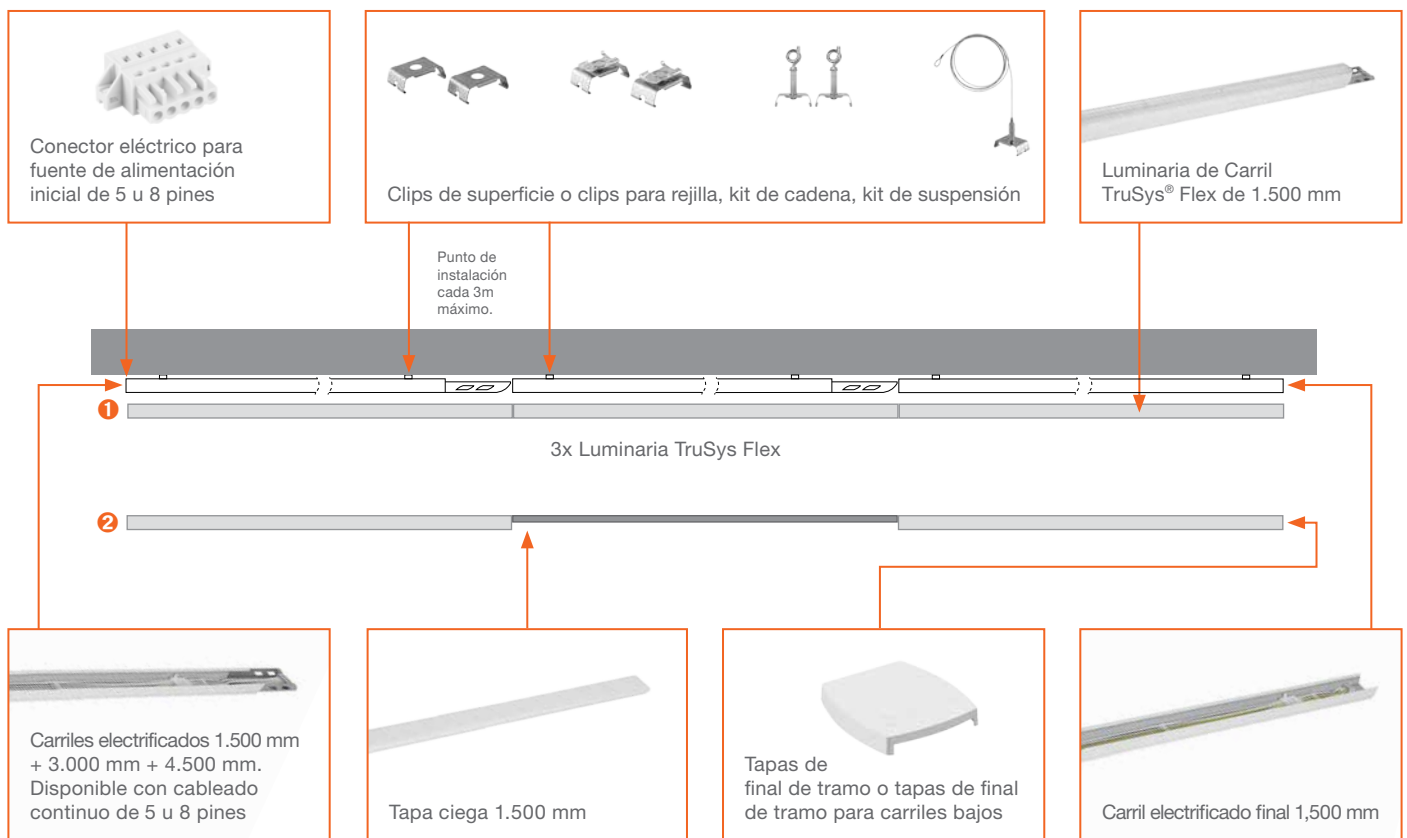 Conector eléctrico para
fuente de alimentación
inicial de 5 u 8 pines
Clips de superficie o clips para rejilla, kit de cadena, kit de suspensión
Luminaria de Carril
TruSys® Flex de 1.500 mm
Punto de
instalación
cada 3m
máximo.
1
3x Luminaria TruSys Flex
2
Carriles electrificados 1.500 mm
+ 3.000 mm + 4.500 mm.
Disponible con cableado
continuo de 5 u 8 pines
Tapa ciega 1.500 mm
Tapas de
final de tramo o tapas de final
de tramo para carriles bajos
Carril electrificado final 1,500 mm